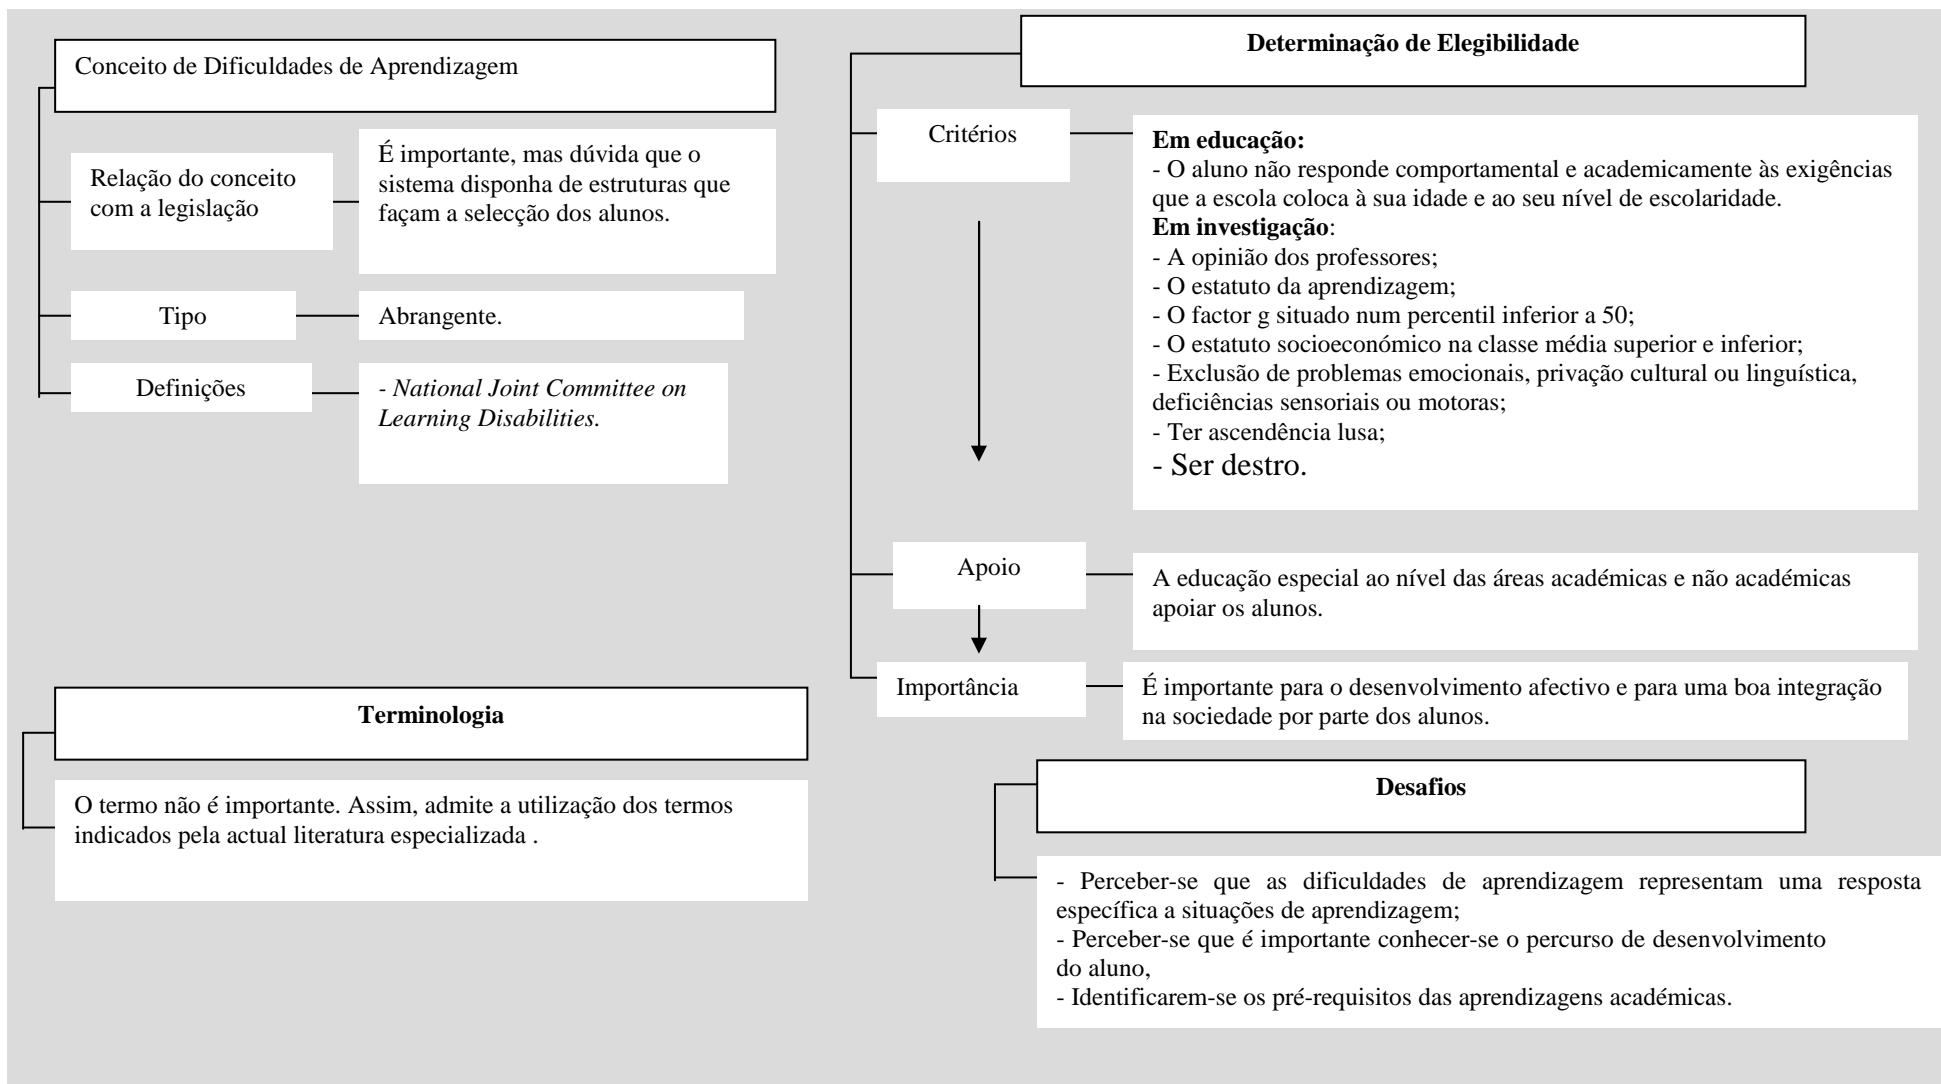 Conceito de Dificuldades de Aprendizagem
Relação do conceito
com a legislação
É importante, mas dúvida que o
sistema disponha de estruturas que
façam a selecção dos alunos.
Tipo
Abrangente.
Definições
- National Joint Committee on
Learning Disabilities.
Terminologia
O termo não é importante. Assim, admite a utilização dos termos
indicados pela actual literatura especializada .
Determinação de Elegibilidade
Critérios
Em educação:
- O aluno não responde comportamental e academicamente às exigências
que a escola coloca à sua idade e ao seu nível de escolaridade.
Em investigação:
- A opinião dos professores;
- O estatuto da aprendizagem;
- O factor g situado num percentil inferior a 50;
- O estatuto socioeconómico na classe média superior e inferior;
- Exclusão de problemas emocionais, privação cultural ou linguística,
deficiências sensoriais ou motoras;
- Ter ascendência lusa;
- Ser destro.
Apoio
A educação especial ao nível das áreas académicas e não académicas
apoiar os alunos.
Importância
É importante para o desenvolvimento afectivo e para uma boa integração
na sociedade por parte dos alunos.
Desafios
- Perceber-se que as dificuldades de aprendizagem representam uma resposta
específica a situações de aprendizagem;
- Perceber-se que é importante conhecer-se o percurso de desenvolvimento
do aluno,
- Identificarem-se os pré-requisitos das aprendizagens académicas.